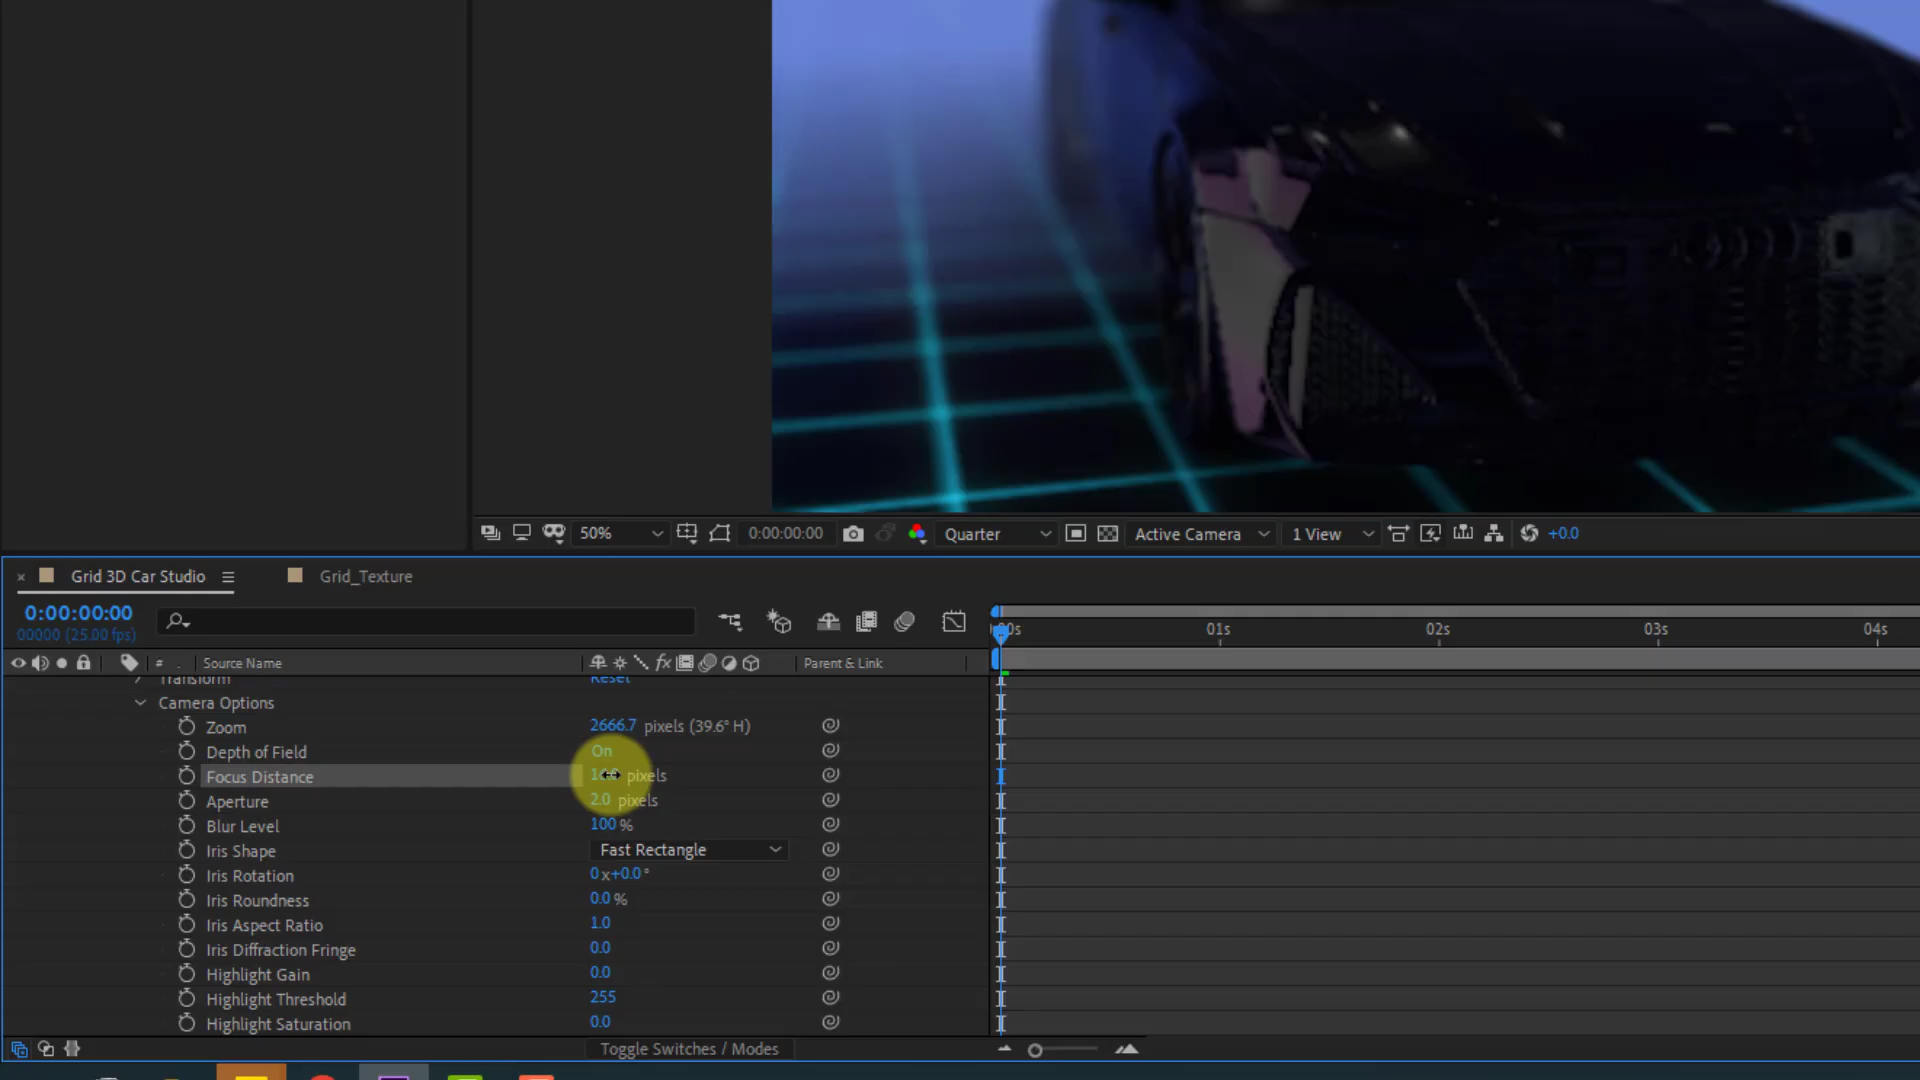 50% 0:00:00:00 Quarter Active Camera 1 View +0.0
× Grid 3D Car Studio Grid_Texture
0:00:00:00
00000 (25.00 fps)
01s 02s 03s 04s
# . Source Name fx Parent & Link
Transform Reset
Camera Options
Zoom 2666.7 pixels (39.6° H)
Depth of Field On
Focus Distance pixels
Aperture 2.0 pixels
Blur Level 100 %
Iris Shape Fast Rectangle
Iris Rotation 0x+0.0°
Iris Roundness 0.0 %
Iris Aspect Ratio 1.0
Iris Diffraction Fringe 0.0
Highlight Gain 0.0
Highlight Threshold 255
Highlight Saturation 0.0
Toggle Switches / Modes